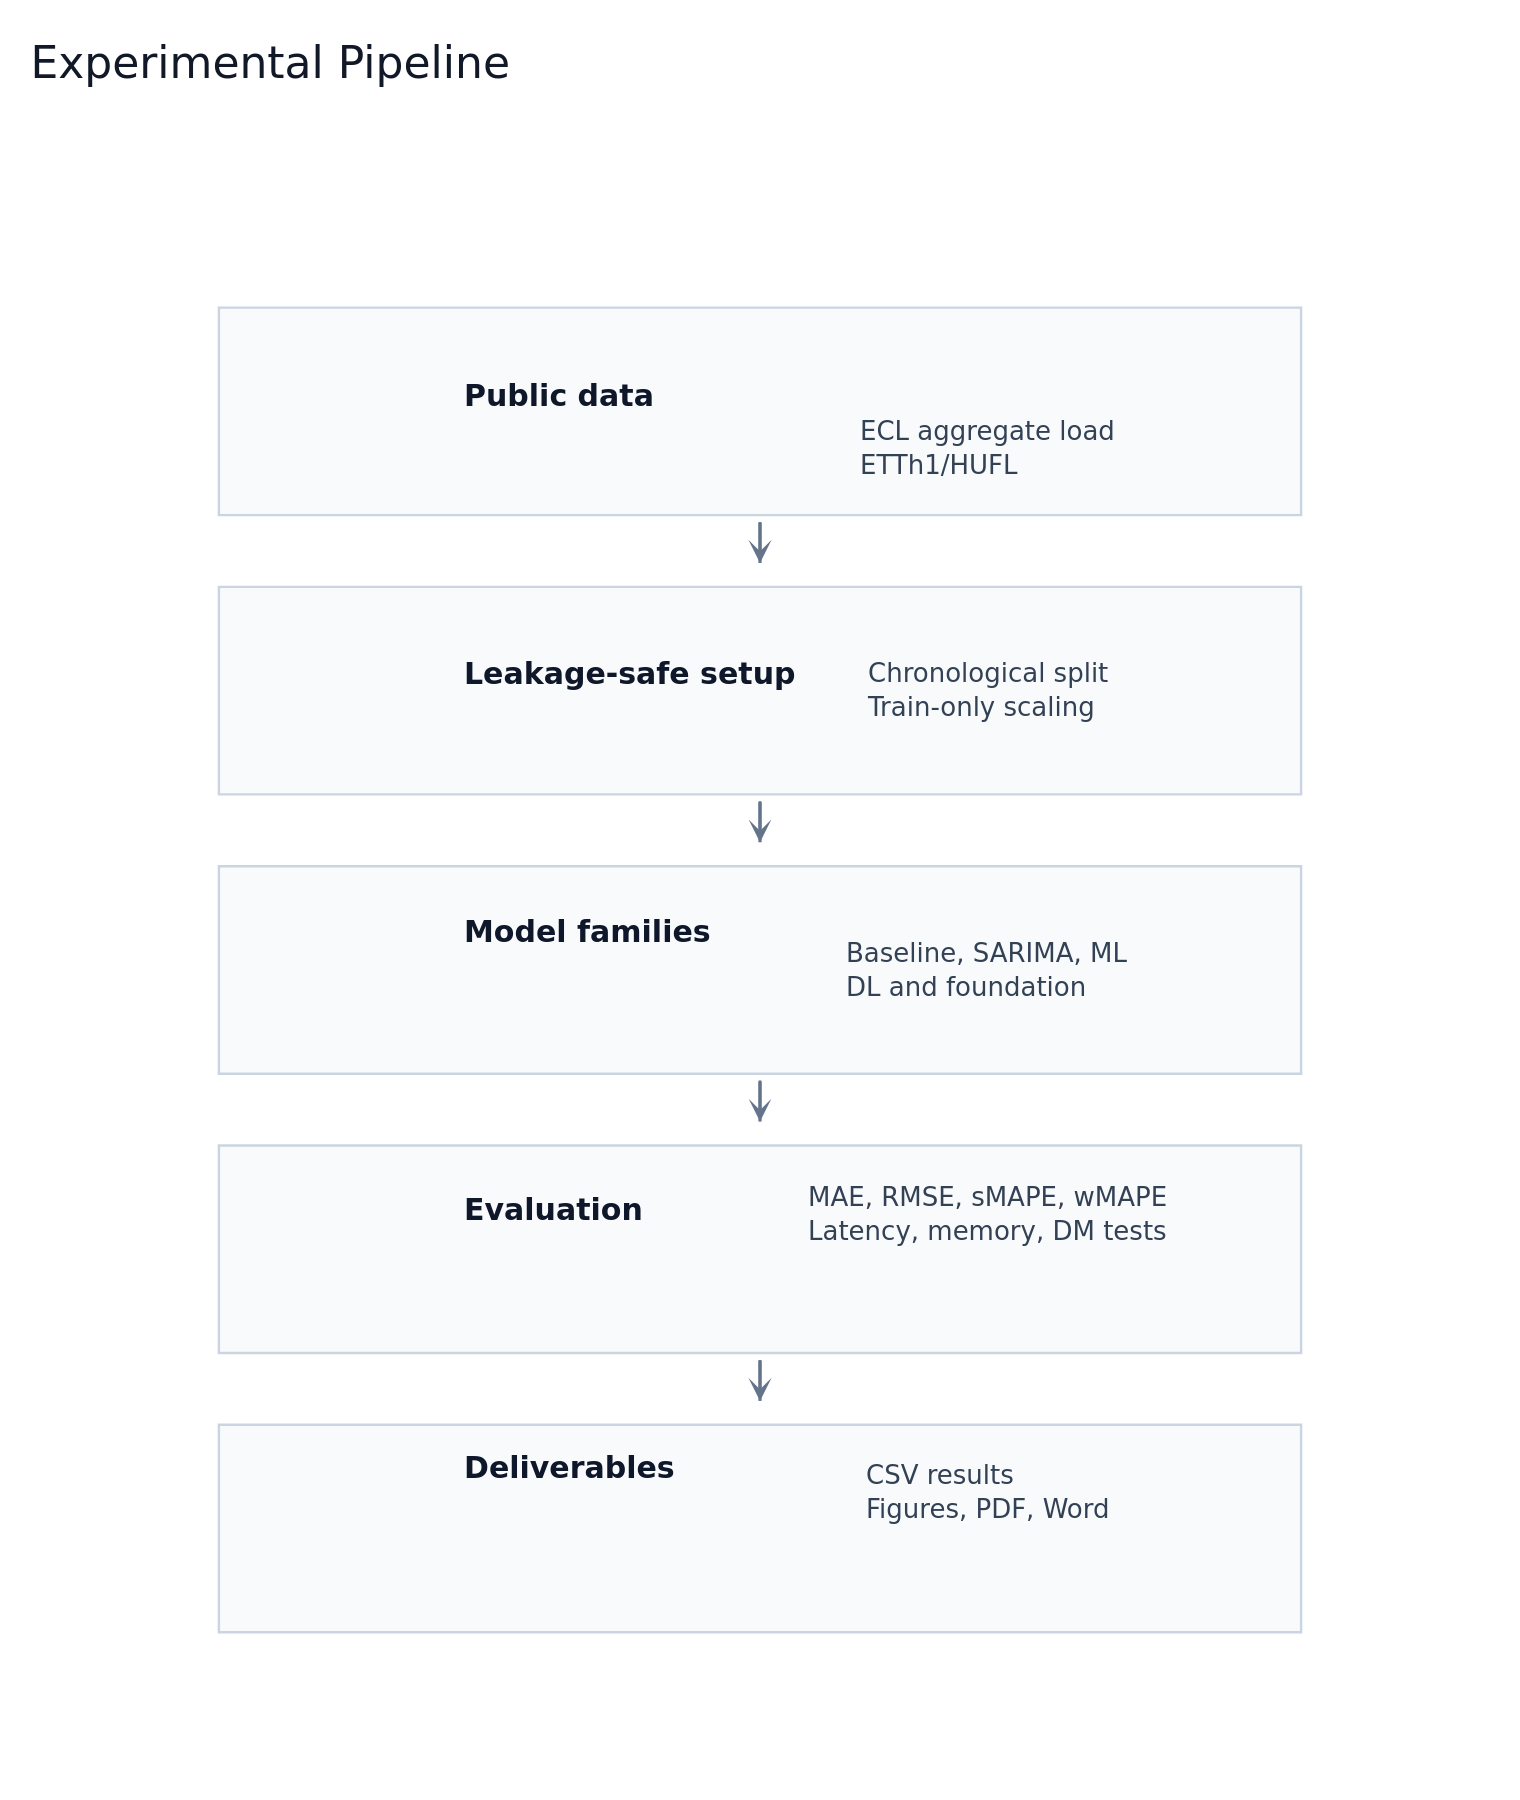 Experimental Pipeline
Public data
ECL aggregate load
ETTh1/HUFL
Leakage-safe setup
Chronological split
Train-only scaling
Model families
Baseline, SARIMA, ML
DL and foundation
Evaluation
MAE, RMSE, sMAPE, wMAPE
Latency, memory, DM tests
Deliverables
CSV results
Figures, PDF, Word